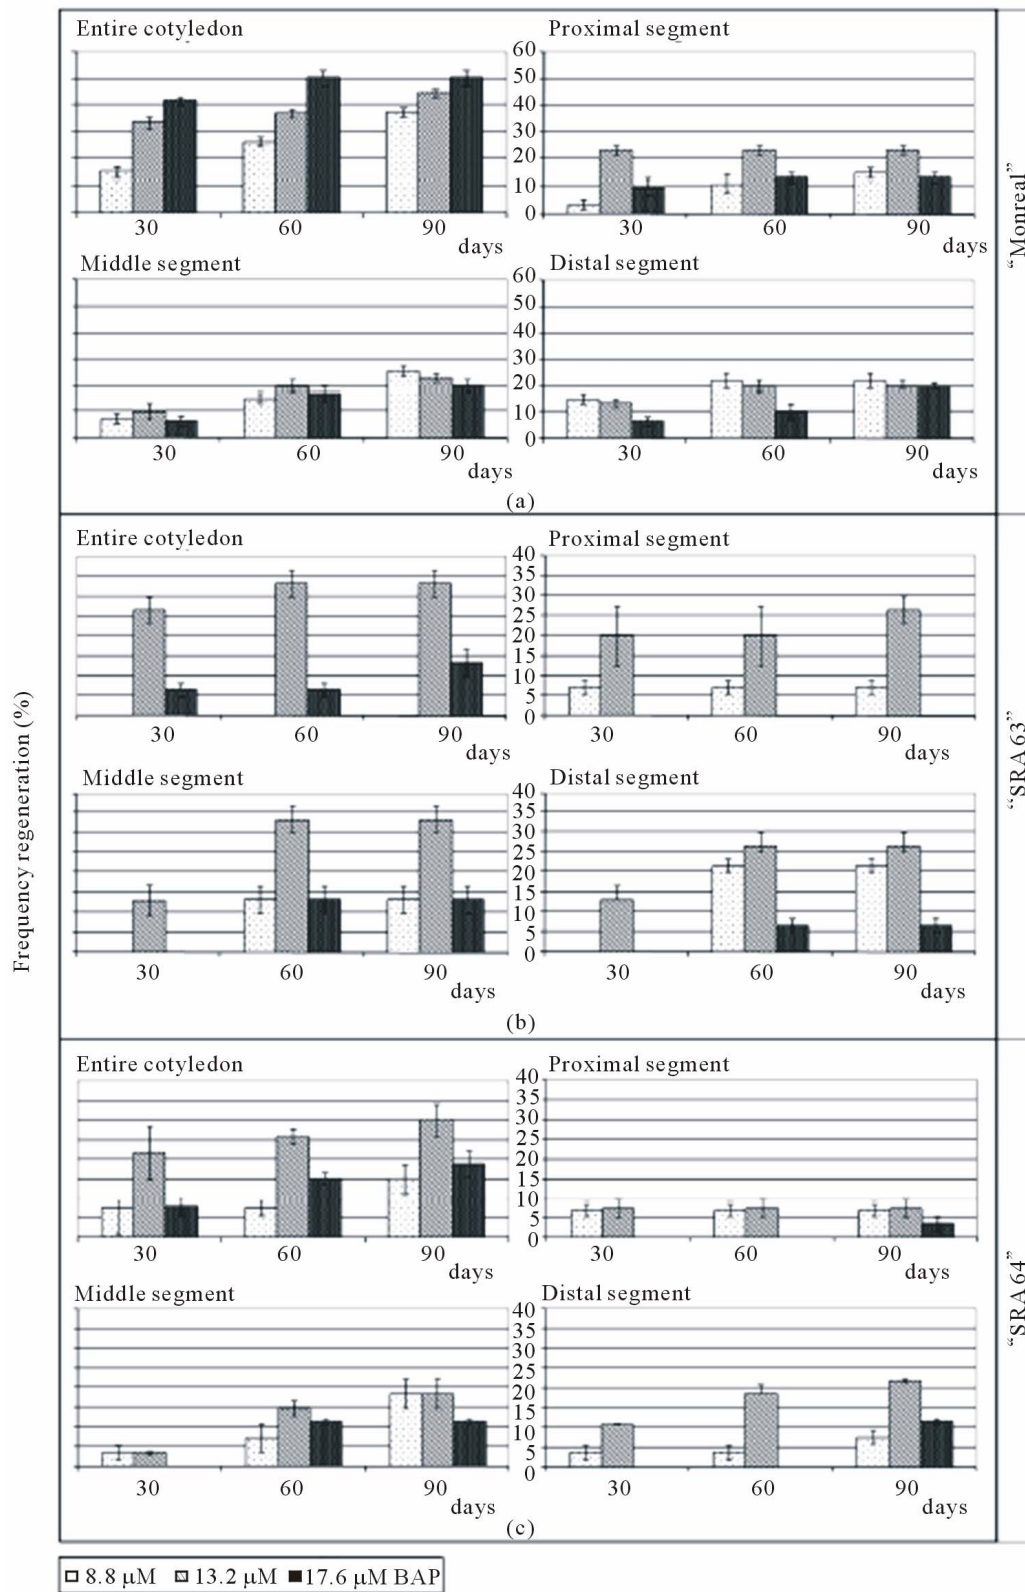 Entire cotyledon
Proximal segment
60
50
40
30
20
10
0
30 60 90
days
30 60 90
days
Middle segment
Distal segment
60
50
40
30
20
10
0
30 60 90
days
30 60 90
days
(a)
"Monreal"
Entire cotyledon
Proximal segment
40
35
30
25
20
15
10
5
0
30 60 90
days
30 60 90
days
Middle segment
Distal segment
40
35
30
25
20
15
10
5
0
30 60 90
days
30 60 90
days
(b)
"SRA63"
Frequency regeneration (%)
Entire cotyledon
Proximal segment
40
35
30
25
20
15
10
5
0
30 60 90
days
30 60 90
days
Middle segment
Distal segment
40
35
30
25
20
15
10
5
0
30 60 90
days
30 60 90
days
(c)
"SRA64"
8.8 μM 13.2 μM 17.6 μM BAP